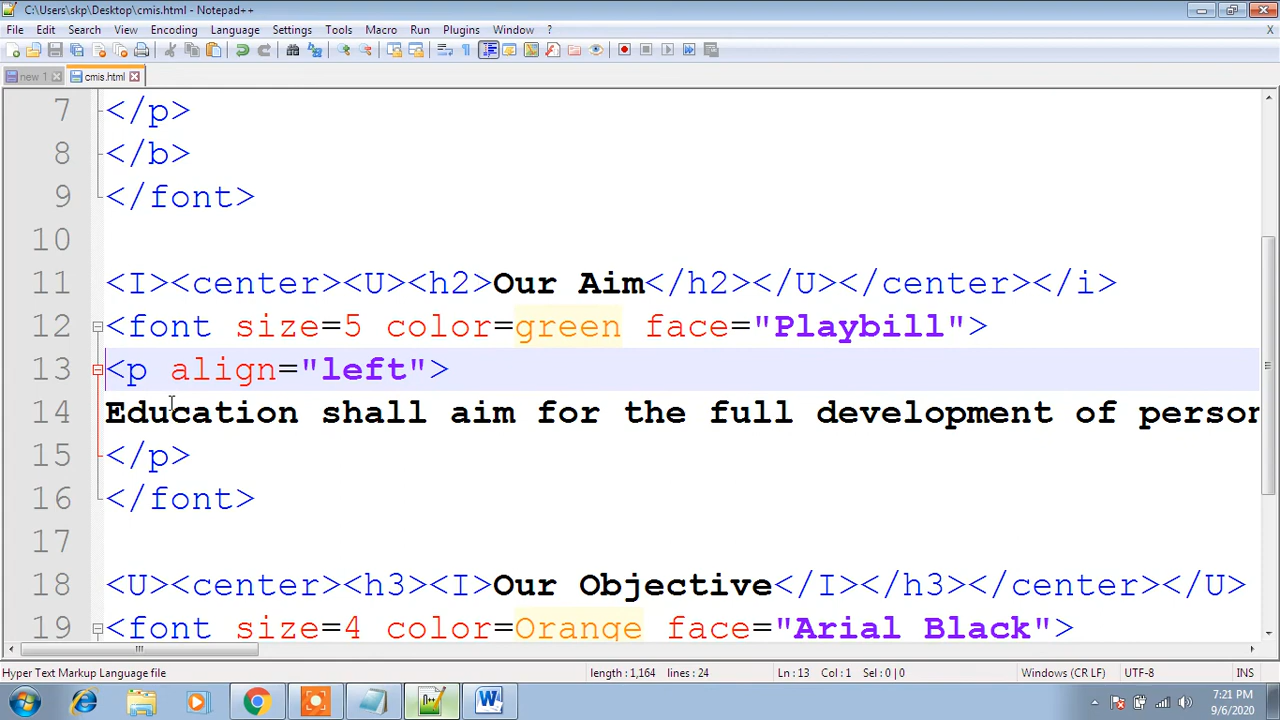 C:\Users\skp\Desktop\cmis.html - Notepad++
File Edit Search View Encoding Language Settings Tools Macro Run Plugins Window ? X
new 1 cmis.html
7 </p>
8 </b>
9 </font>
10
11 <I><center><U><h2>Our Aim</h2></U></center></i>
12 <font size=5 color=green face="Playbill">
13 <p align="left">
14 Education shall aim for the full development of person
15 </p>
16 </font>
17
18 <U><center><h3><I>Our Objective</I></h3></center></U>
19 <font size=4 color=Orange face="Arial Black">
Hyper Text Markup Language file length : 1,164 lines : 24 Ln : 13 Col : 1 Sel : 0 | 0 Windows (CR LF) UTF-8 INS
7:21 PM
9/6/2020